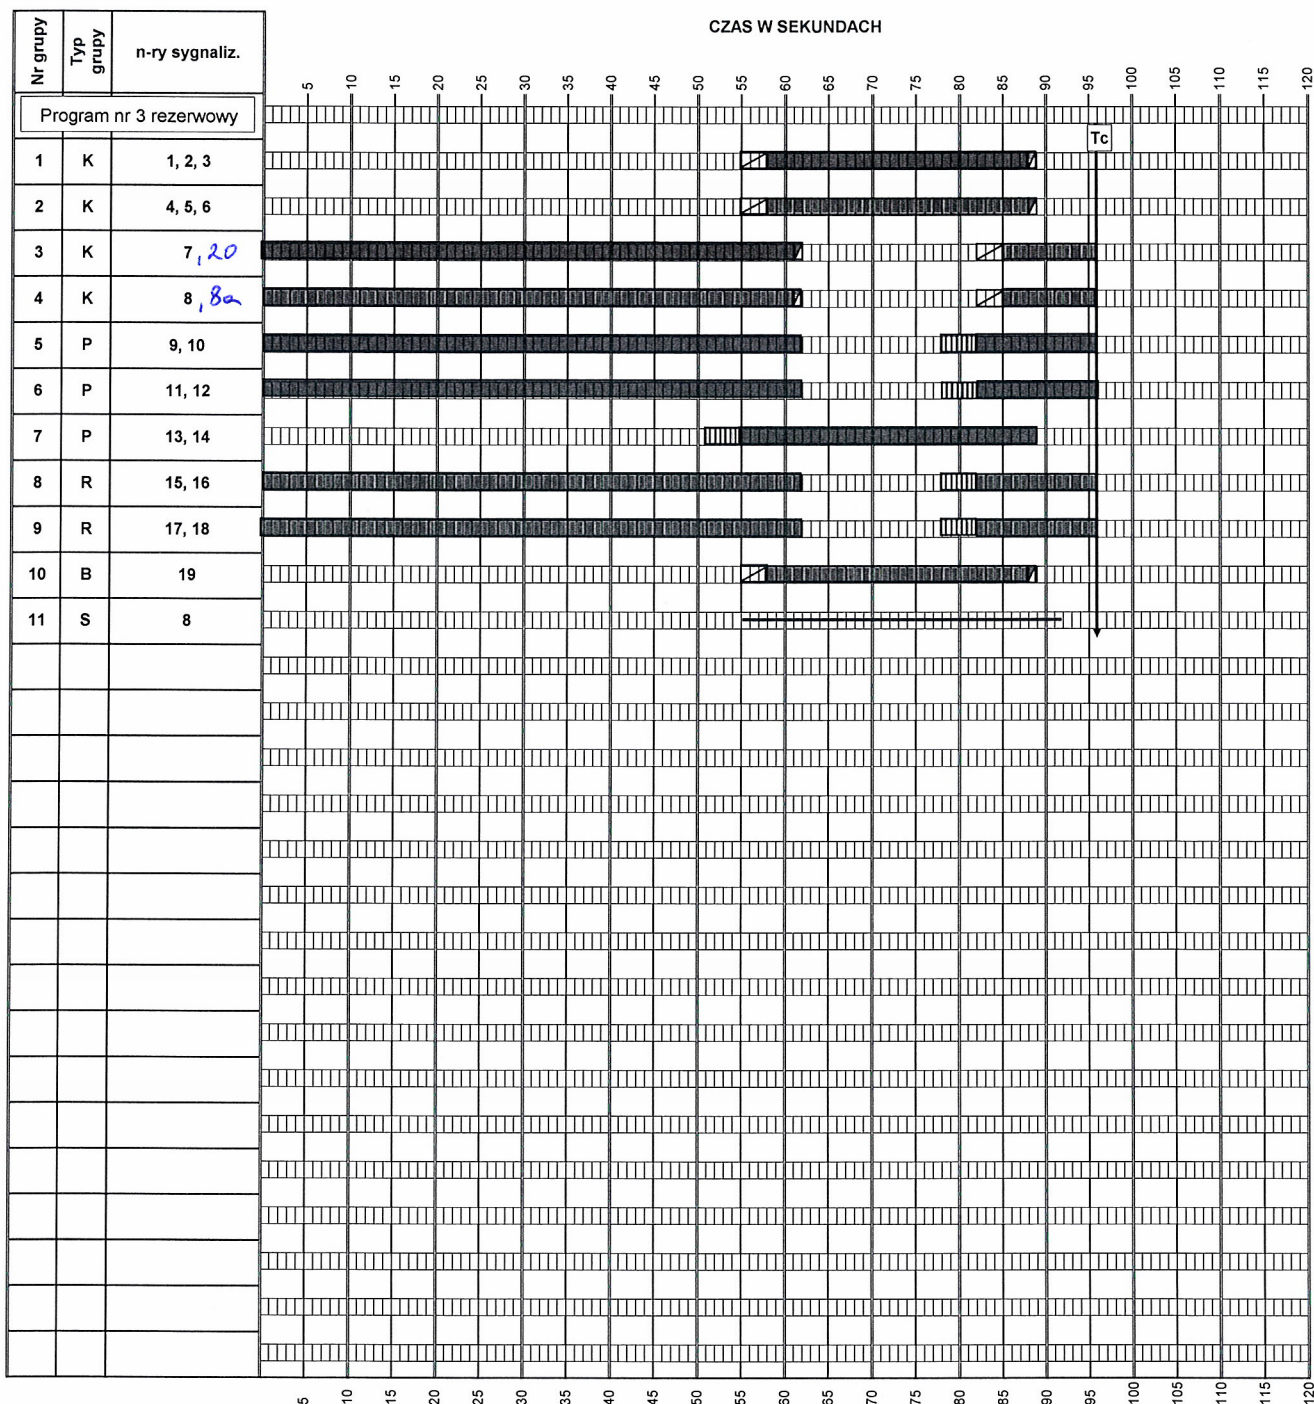 CZAS W SEKUNDACH
Nr grupy Typ grupy n-ry sygnaliz.
5 10 15 20 25 30 35 40 45 50 55 60 65 70 75 80 85 90 95 100 105 110 115 120
Program nr 3 rezerwowy
Tc
1 K 1, 2, 3
2 K 4, 5, 6
3 K 7, 20
4 K 8, 8a
5 P 9, 10
6 P 11, 12
7 P 13, 14
8 R 15, 16
9 R 17, 18
10 B 19
11 S 8
5 10 15 20 25 30 35 40 45 50 55 60 65 70 75 80 85 90 95 100 105 110 115 120